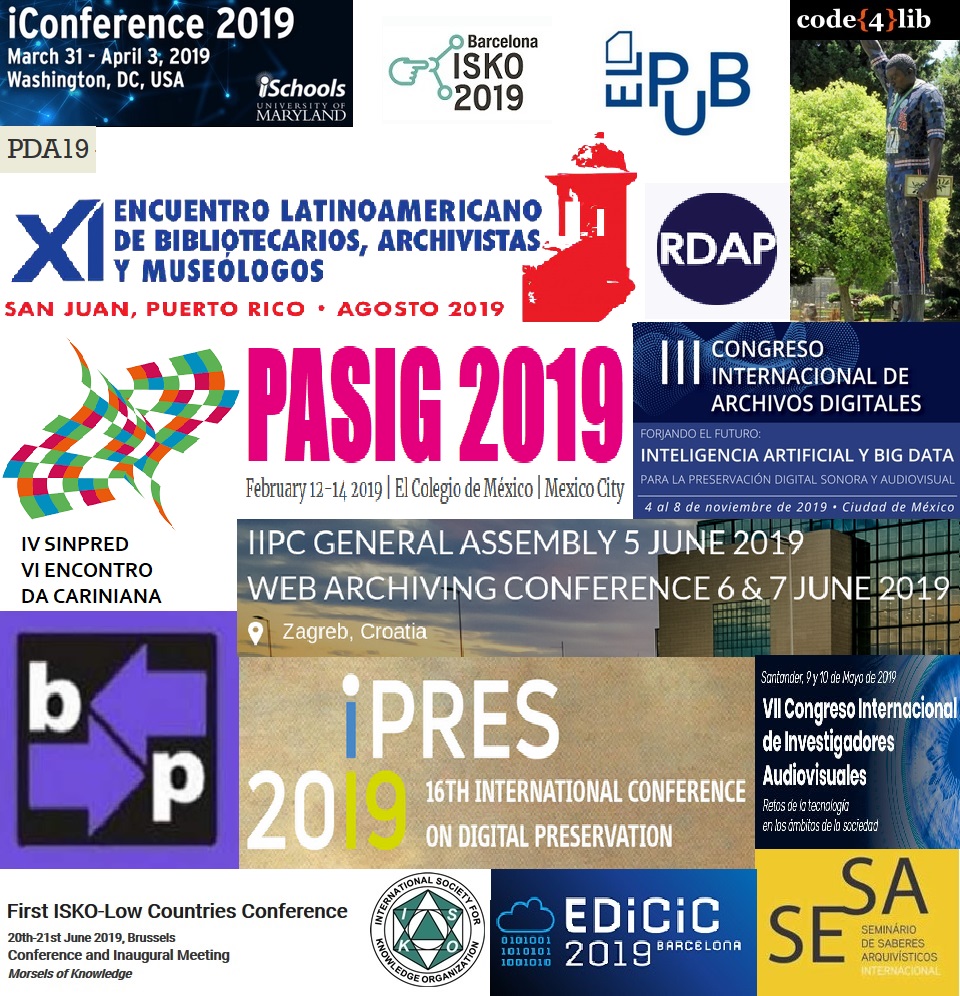 iConference 2019
March 31 - April 3, 2019
Washington, DC, USA
iSchools
UNIVERSITY OF
MARYLAND
Barcelona
ISKO
2019
ELPUB
code{4}lib
PDA19
XI ENCUENTRO LATINOAMERICANO
DE BIBLIOTECARIOS, ARCHIVISTAS
Y MUSEÓLOGOS
SAN JUAN, PUERTO RICO • AGOSTO 2019
RDAP
PASIG 2019
February 12-14 2019 | El Colegio de México | Mexico City
III CONGRESO
INTERNACIONAL DE
ARCHIVOS DIGITALES
FORJANDO EL FUTURO:
INTELIGENCIA ARTIFICIAL Y BIG DATA
PARA LA PRESERVACIÓN DIGITAL SONORA Y AUDIOVISUAL
4 al 8 de noviembre de 2019 • Ciudad de México
IV SINPRED
VI ENCONTRO
DA CARINIANA
IIPC GENERAL ASSEMBLY 5 JUNE 2019
WEB ARCHIVING CONFERENCE 6 & 7 JUNE 2019
Zagreb, Croatia
b
p
iPRES
2019 16TH INTERNATIONAL CONFERENCE
ON DIGITAL PRESERVATION
Santander, 9 y 10 de Mayo de 2019
VII Congreso Internacional
de Investigadores
Audiovisuales
Retos de la tecnología
en los ámbitos de la sociedad
First ISKO-Low Countries Conference
20th-21st June 2019, Brussels
Conference and Inaugural Meeting
Morsels of Knowledge
INTERNATIONAL SOCIETY FOR
KNOWLEDGE ORGANIZATION
I S
K O
EDiCiC
2019 BARCELONA
0101001
1010101
1001010
SESA
SEMINÁRIO
DE SABERES
ARQUIVÍSTICOS
INTERNACIONAL